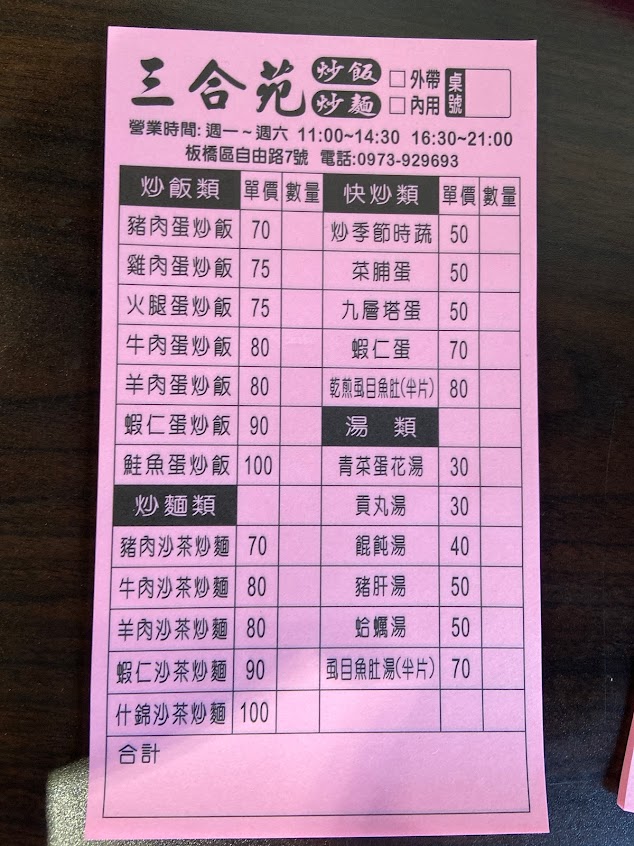 三合苑 炒飯 炒麵 □外帶 □內用 桌號
營業時間:週一~週六 11:00~14:30 16:30~21:00
板橋區自由路7號 電話:0973-929693
炒飯類 單價 數量 快炒類 單價 數量
豬肉蛋炒飯 70 炒季節時蔬 50
雞肉蛋炒飯 75 菜脯蛋 50
火腿蛋炒飯 75 九層塔蛋 50
牛肉蛋炒飯 80 蝦仁蛋 70
羊肉蛋炒飯 80 乾煎虱目魚肚(半片) 80
蝦仁蛋炒飯 90 湯 類
鮭魚蛋炒飯 100 青菜蛋花湯 30
炒麵類 貢丸湯 30
豬肉沙茶炒麵 70 餛飩湯 40
牛肉沙茶炒麵 80 豬肝湯 50
羊肉沙茶炒麵 80 蛤蠣湯 50
蝦仁沙茶炒麵 90 虱目魚肚湯(半片) 70
什錦沙茶炒麵 100
合計